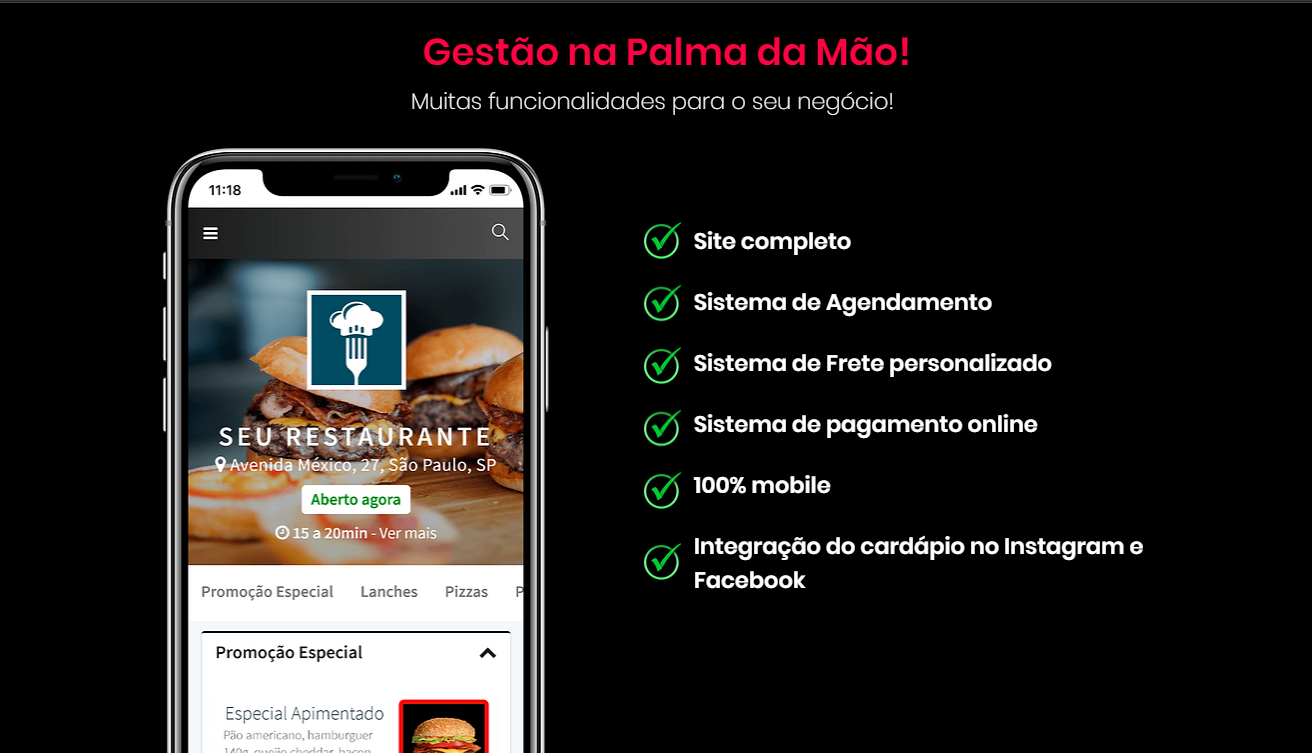 Gestão na Palma da Mão!
Muitas funcionalidades para o seu negócio!
11:18
SEU RESTAURANTE
Avenida México, 27, São Paulo, SP
Aberto agora
15 a 20min - Ver mais
Promoção Especial Lanches Pizzas P
Promoção Especial
Especial Apimentado
Pão americano, hamburguer
140g, queijo cheddar, bacon
Site completo
Sistema de Agendamento
Sistema de Frete personalizado
Sistema de pagamento online
100% mobile
Integração do cardápio no Instagram e
Facebook